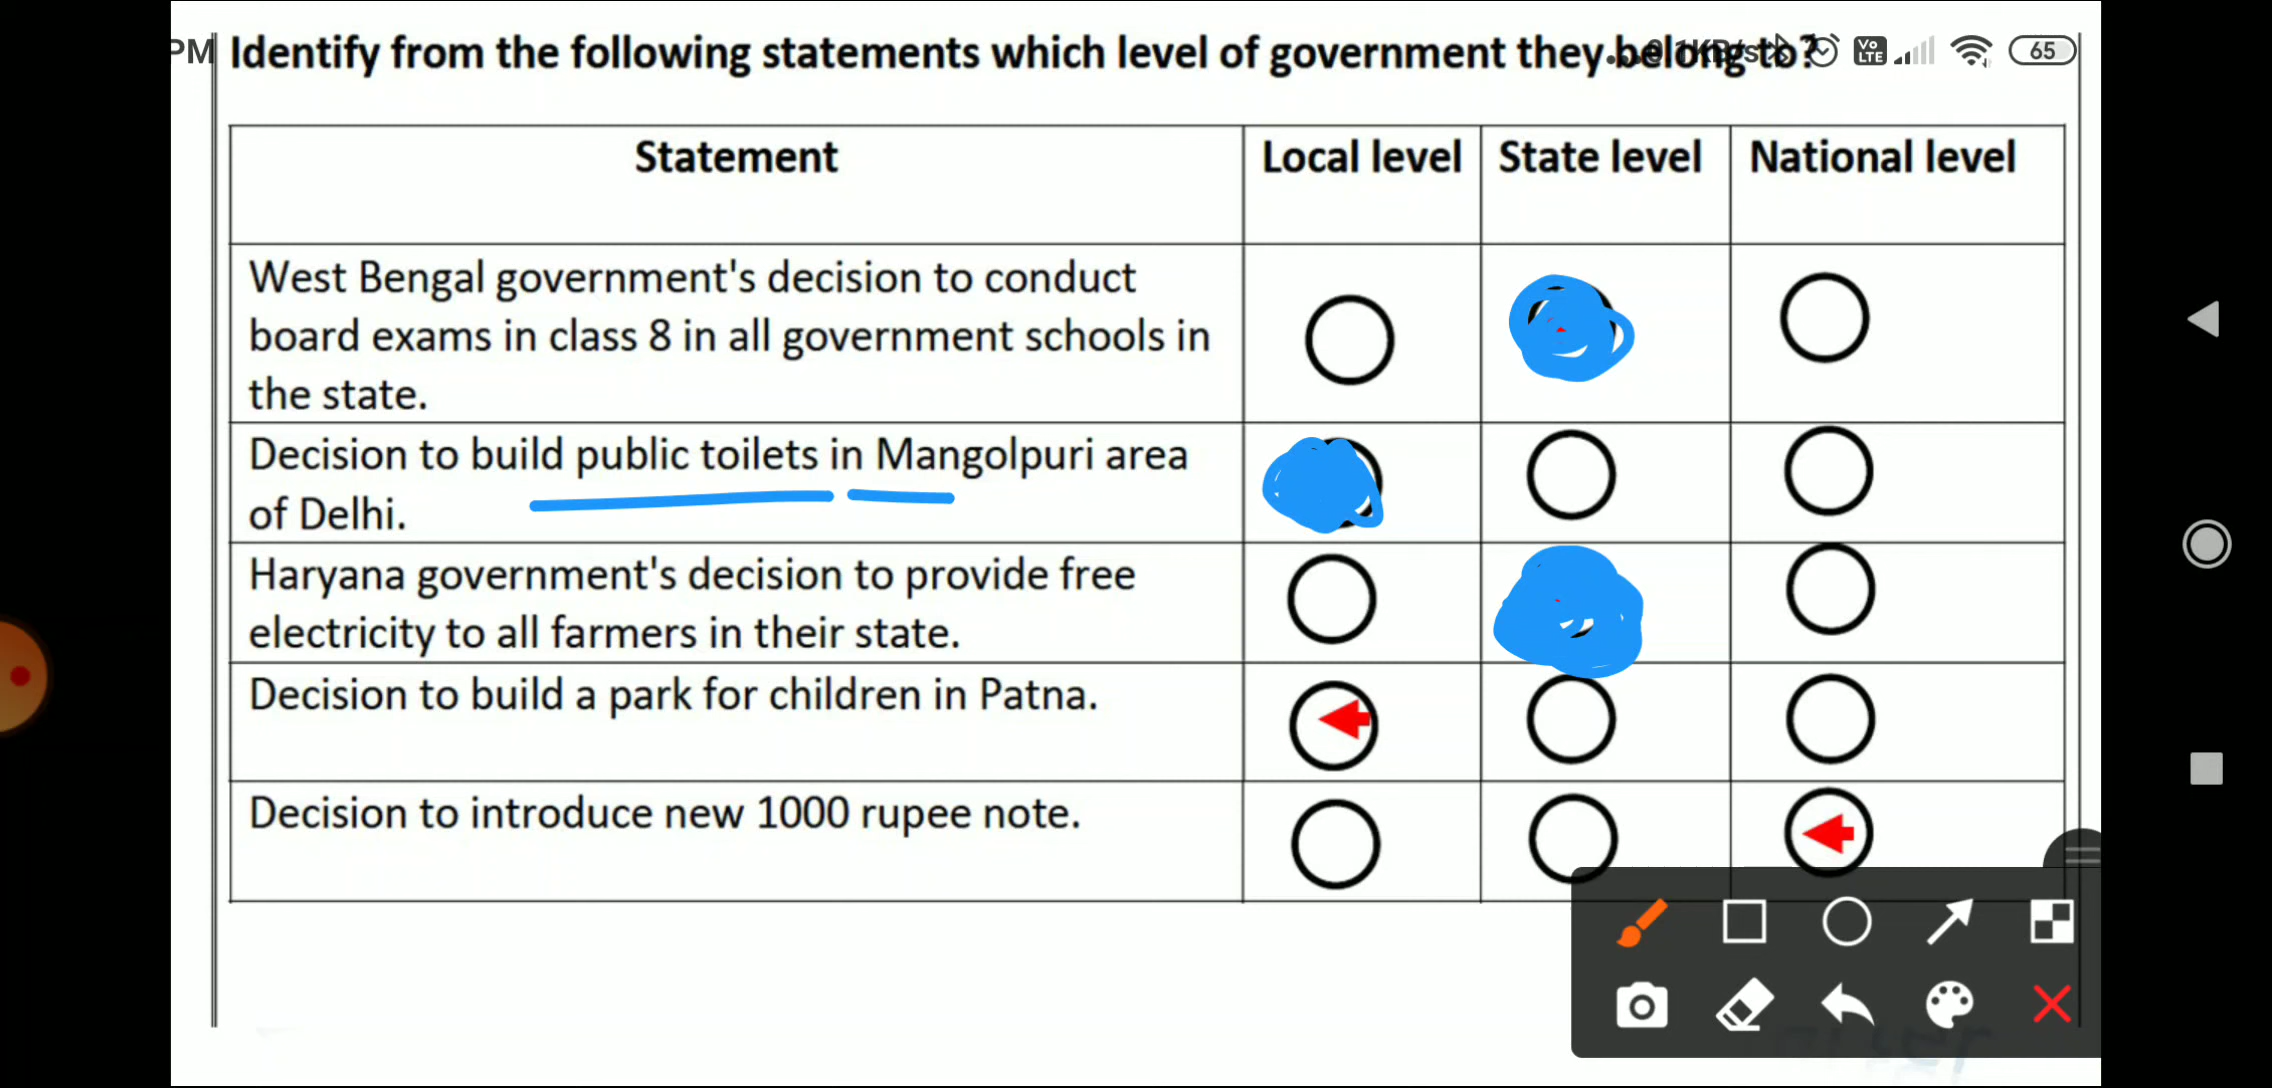 PM Identify from the following statements which level of government they belong to?
65
Statement Local level State level National level
West Bengal government's decision to conduct
board exams in class 8 in all government schools in
the state.
Decision to build public toilets in Mangolpuri area
of Delhi.
Haryana government's decision to provide free
electricity to all farmers in their state.
Decision to build a park for children in Patna.
Decision to introduce new 1000 rupee note.